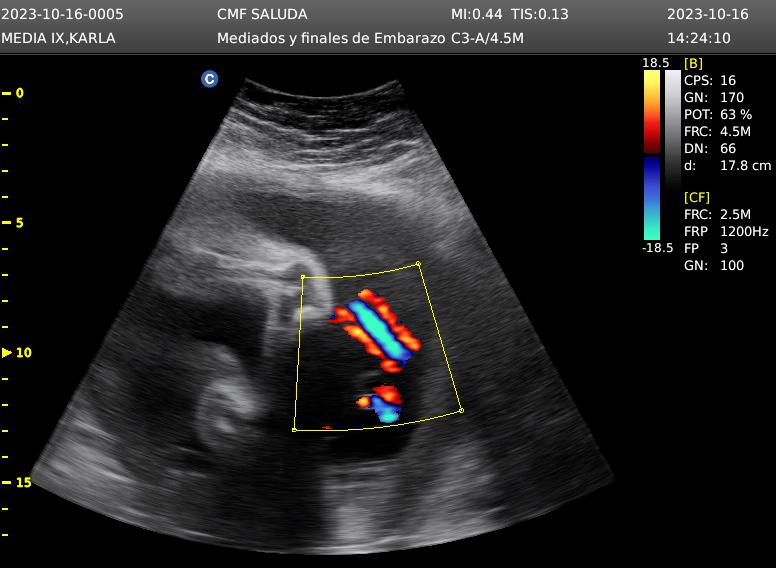 2023-10-16-0005 CMF SALUDA MI:0.44 TIS:0.13 2023-10-16
MEDIA IX,KARLA Mediados y finales de Embarazo C3-A/4.5M 14:24:10
C
18.5
-18.5
[B]
CPS: 16
GN: 170
POT: 63 %
FRC: 4.5M
DN: 66
d: 17.8 cm
[CF]
FRC: 2.5M
FRP 1200Hz
FP 3
GN: 100
0
5
10
15